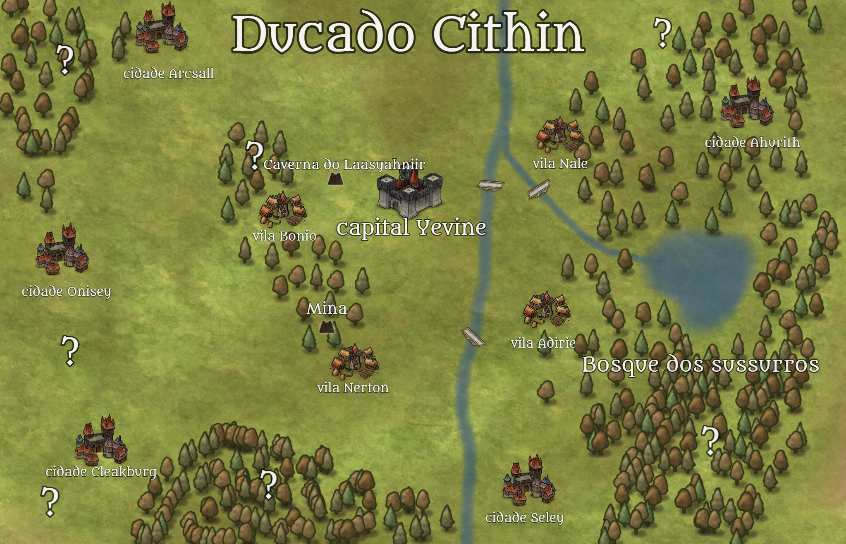 Ducado Cithin
?
?
cidade Arcsall
cidade Ahurith
?
Caverna do Laasyahniir
vila Nale
vila Bonio
capital Yevine
cidade Onisey
Mina
vila Adirie
?
Bosque dos sussurros
vila Nerton
?
cidade Cleakburg
?
?
cidade Seley